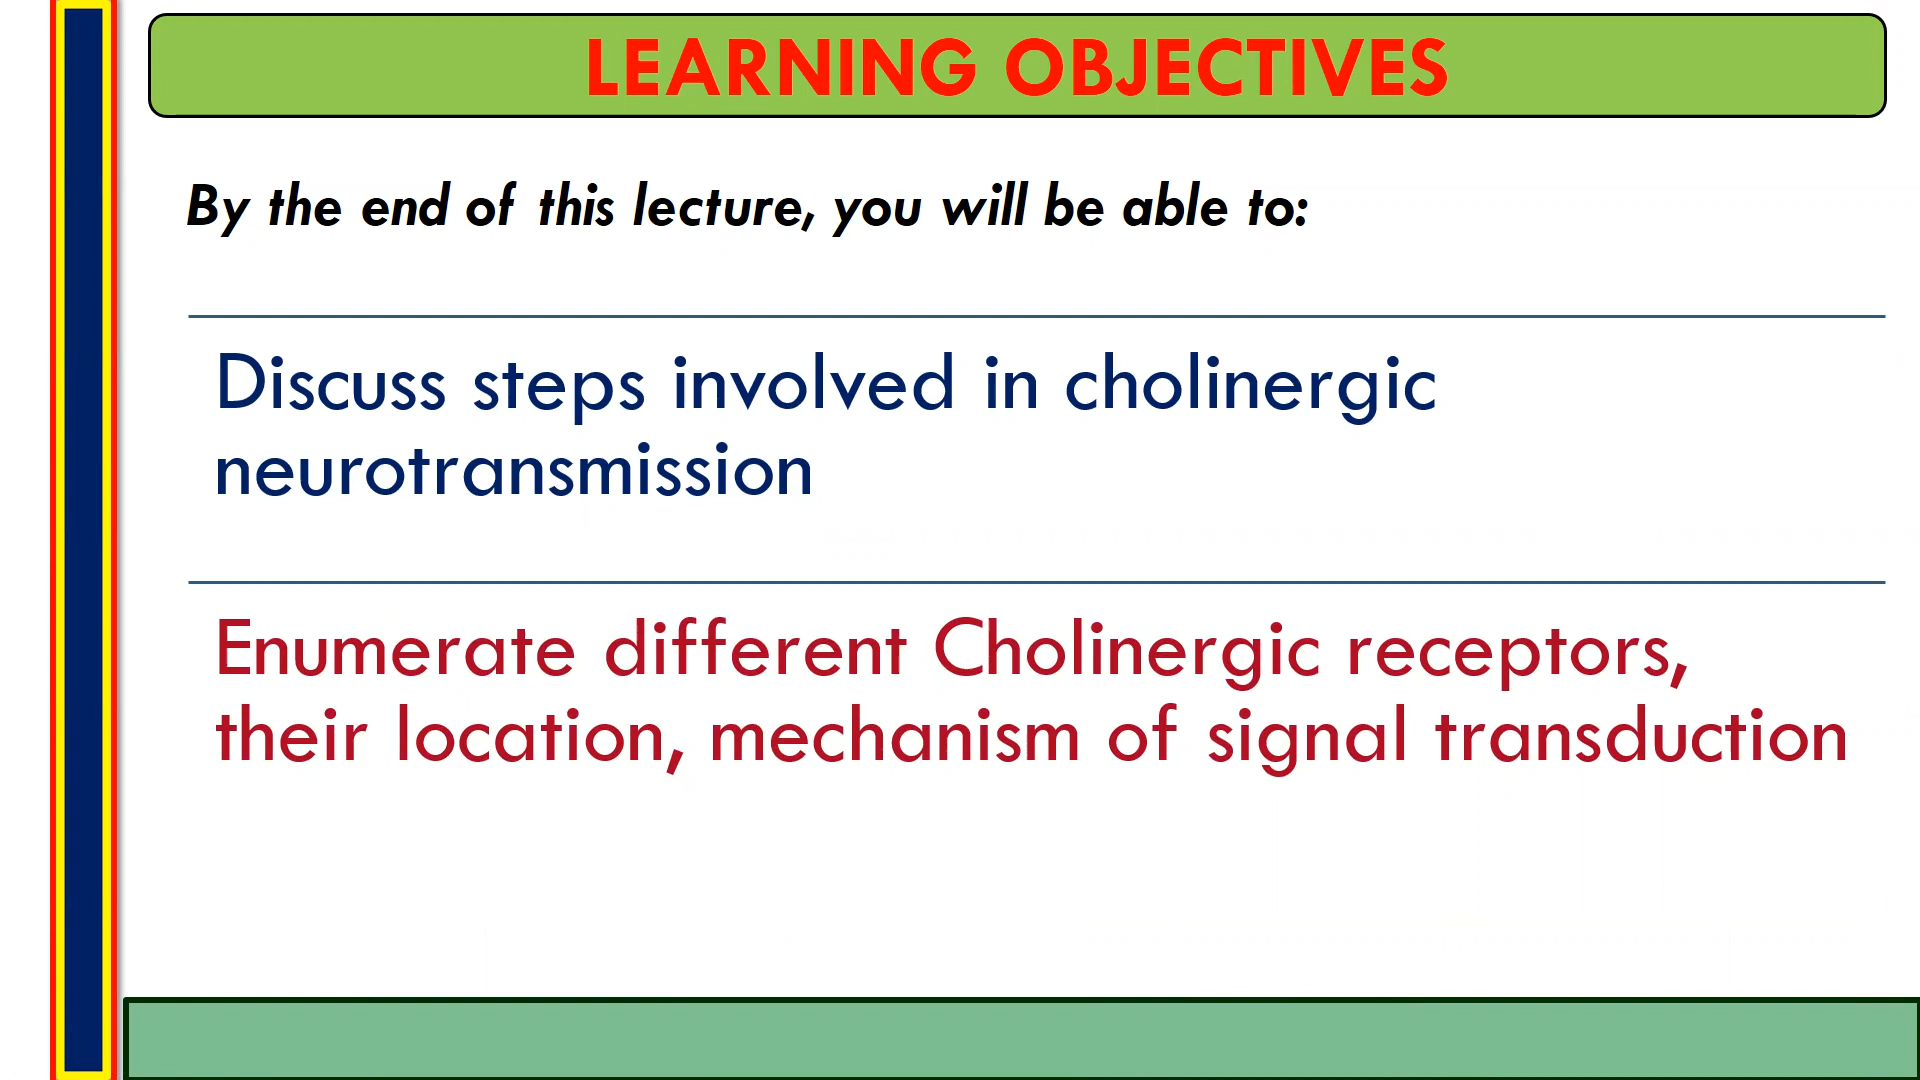 LEARNING OBJECTIVES
By the end of this lecture, you will be able to:
Discuss steps involved in cholinergic
neurotransmission
Enumerate different Cholinergic receptors,
their location, mechanism of signal transduction